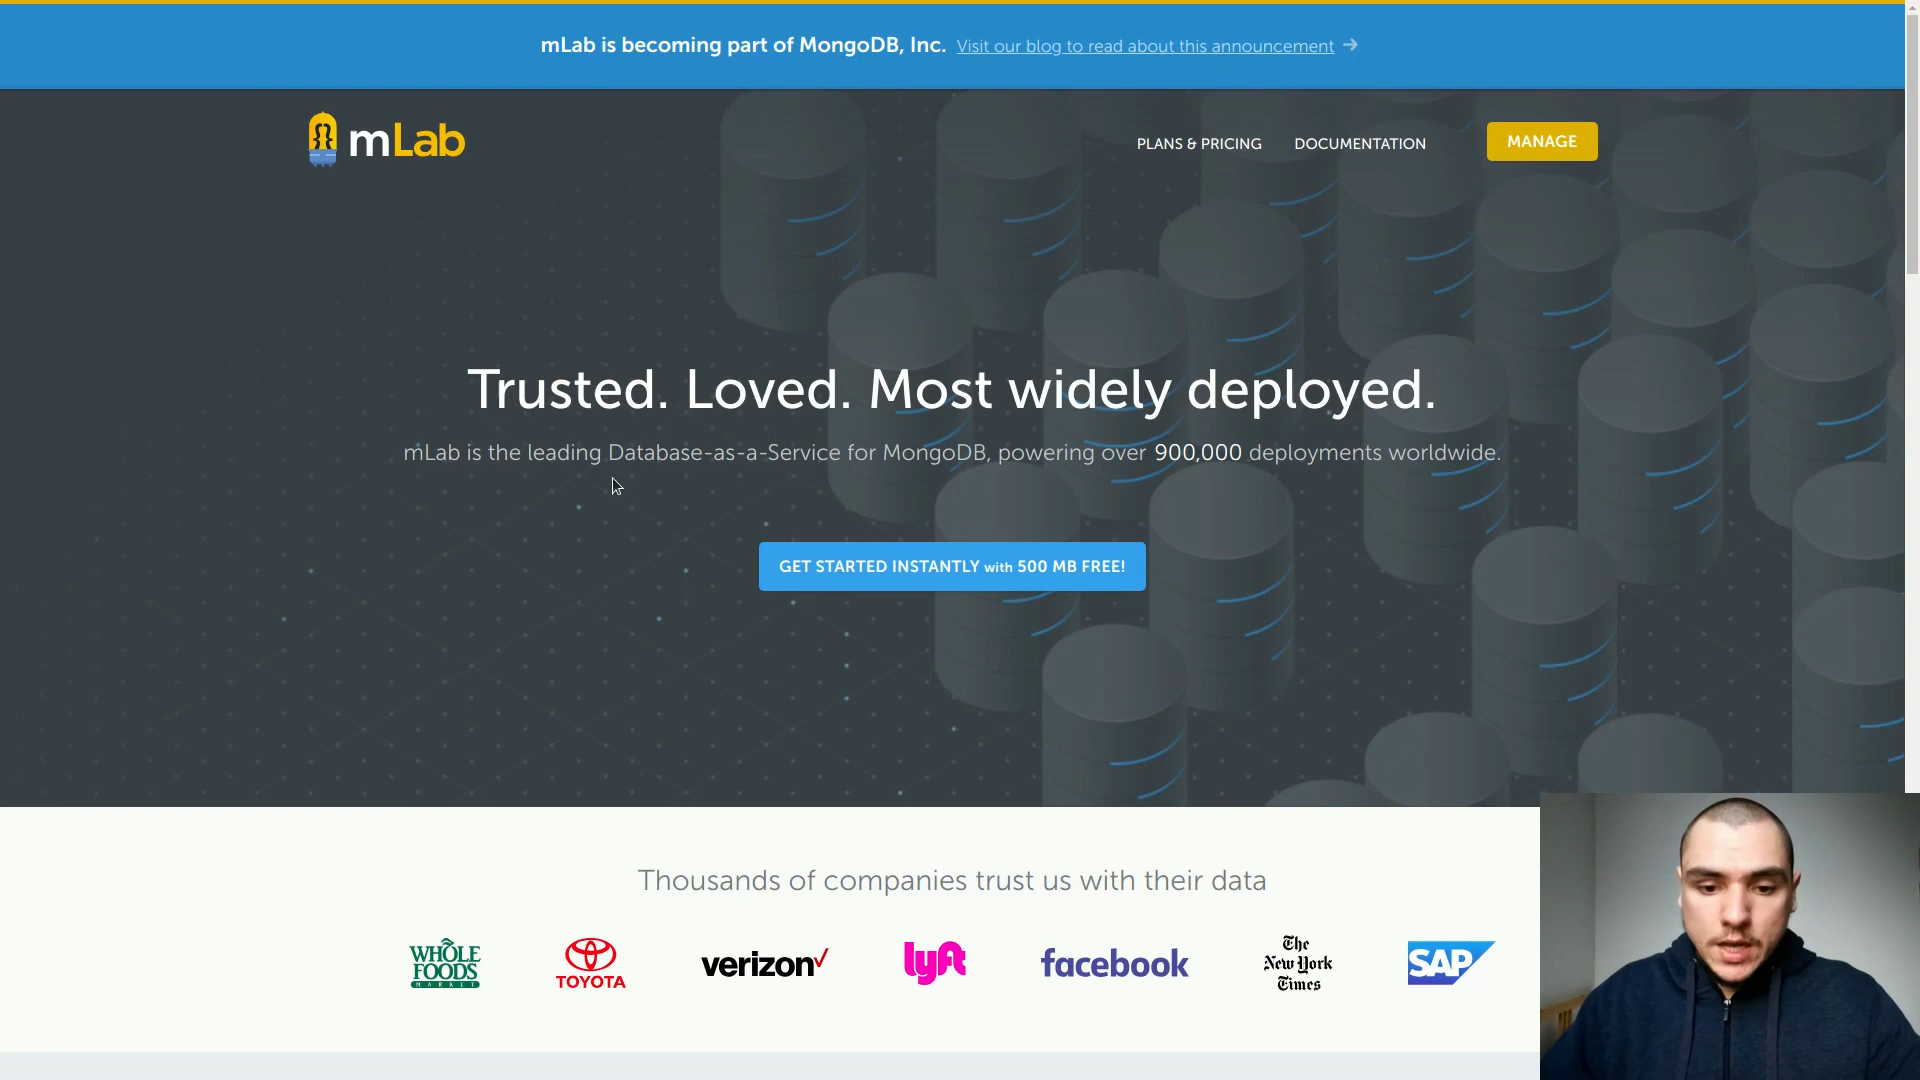 mLab is becoming part of MongoDB, Inc. Visit our blog to read about this announcement →
mLab
PLANS & PRICING
DOCUMENTATION
MANAGE
Trusted. Loved. Most widely deployed.
mLab is the leading Database-as-a-Service for MongoDB, powering over 900,000 deployments worldwide.
GET STARTED INSTANTLY with 500 MB FREE!
Thousands of companies trust us with their data
WHOLE
FOODS
MARKET
TOYOTA
verizon✓
lyft
facebook
The
New York
Times
SAP